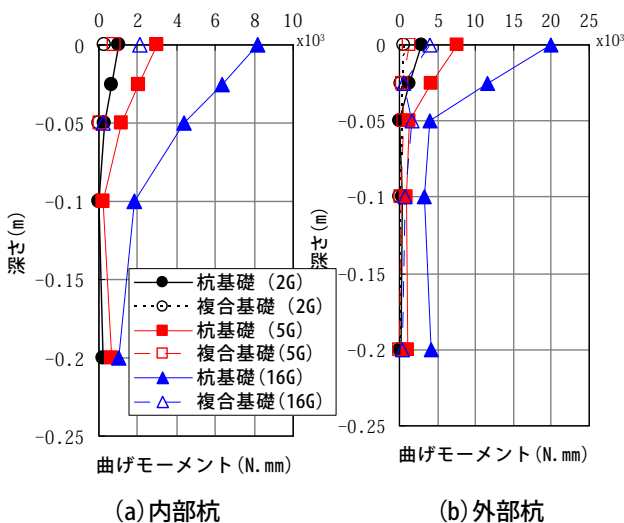 0 2 4 6 8 10
x10³
0
-0.05
-0.1
-0.15
-0.2
-0.25
深さ(m)
曲げモーメント(N.mm)
(a)内部杭
杭基礎 (2G)
複合基礎(2G)
杭基礎 (5G)
複合基礎(5G)
杭基礎(16G)
複合基礎(16G)
0 5 10 15 20 25
x10³
0
-0.05
-0.1
-0.15
-0.2
-0.25
深さ(m)
曲げモーメント(N.mm)
(b)外部杭